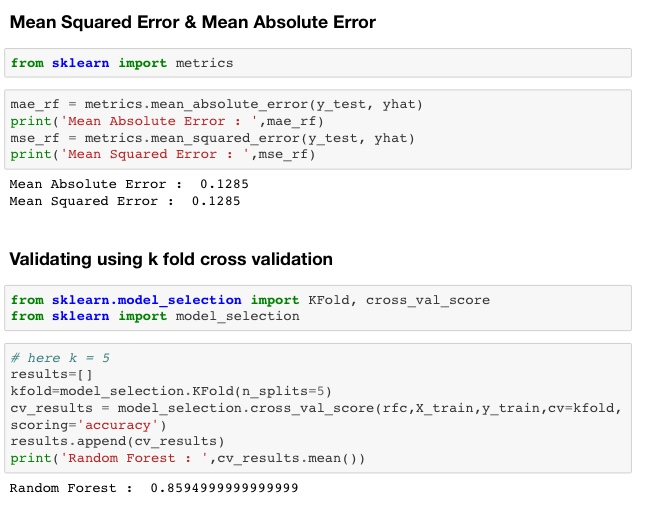 Mean Squared Error & Mean Absolute Error
from sklearn import metrics
mae_rf = metrics.mean_absolute_error(y_test, yhat)
print('Mean Absolute Error : ',mae_rf)
mse_rf = metrics.mean_squared_error(y_test, yhat)
print('Mean Squared Error : ',mse_rf)
Mean Absolute Error :  0.1285
Mean Squared Error :  0.1285
Validating using k fold cross validation
from sklearn.model_selection import KFold, cross_val_score
from sklearn import model_selection
# here k = 5
results=[]
kfold=model_selection.KFold(n_splits=5)
cv_results = model_selection.cross_val_score(rfc,X_train,y_train,cv=kfold,
scoring='accuracy')
results.append(cv_results)
print('Random Forest : ',cv_results.mean())
Random Forest :  0.8594999999999999